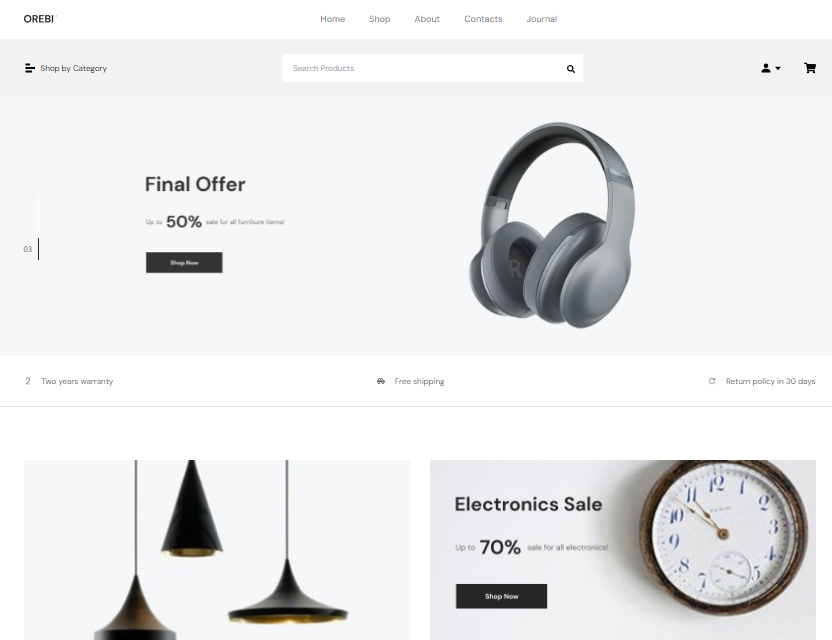 OREBI
Home Shop About Contacts Journal
Shop by Category
Search Products
Final Offer
Up to 50% sale for all furniture items!
Shop Now
03
2 Two years warranty
Free shipping
Return policy in 30 days
Electronics Sale
Up to 70% sale for all electronics!
Shop Now